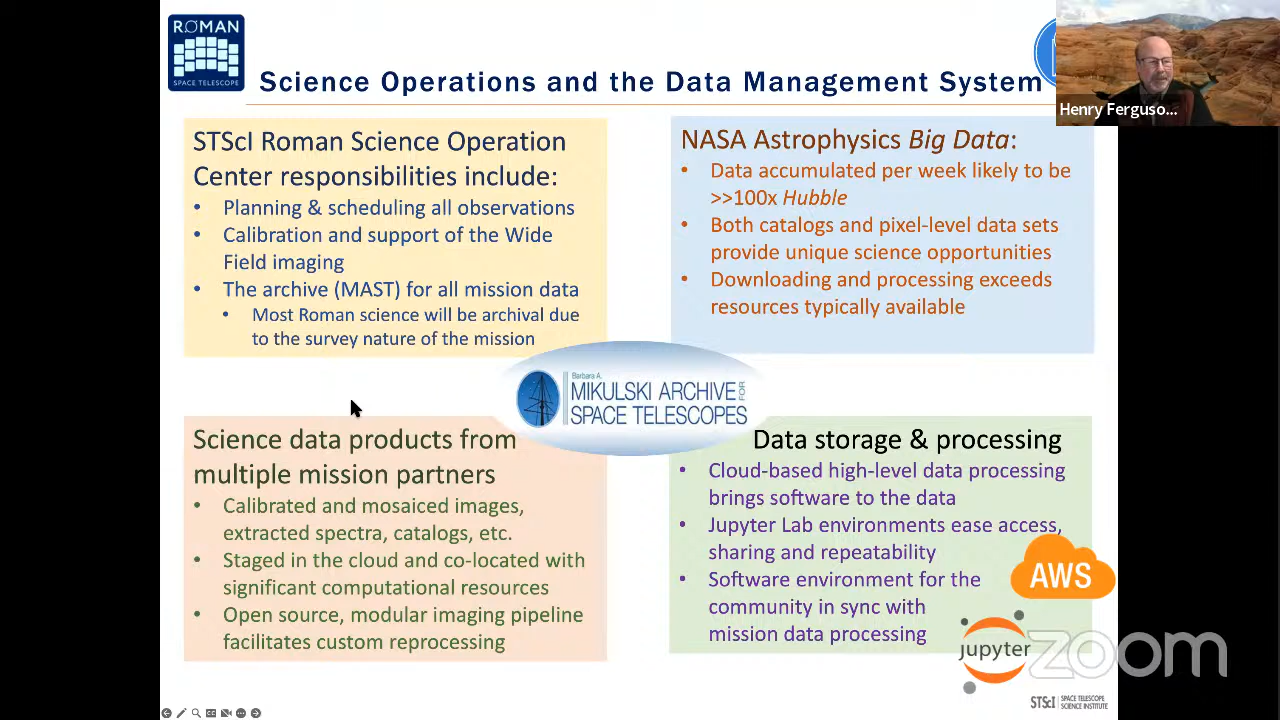 ROMAN
SPACE TELESCOPE
Science Operations and the Data Management System
Henry Ferguso...
STScI Roman Science Operation
Center responsibilities include:
• Planning & scheduling all observations
• Calibration and support of the Wide
Field imaging
• The archive (MAST) for all mission data
• Most Roman science will be archival due
to the survey nature of the mission
NASA Astrophysics Big Data:
• Data accumulated per week likely to be
>>100x Hubble
• Both catalogs and pixel-level data sets
provide unique science opportunities
• Downloading and processing exceeds
resources typically available
Barbara A.
MIKULSKI ARCHIVE FOR
SPACE TELESCOPES
Science data products from
multiple mission partners
• Calibrated and mosaiced images,
extracted spectra, catalogs, etc.
• Staged in the cloud and co-located with
significant computational resources
• Open source, modular imaging pipeline
facilitates custom reprocessing
Data storage & processing
• Cloud-based high-level data processing
brings software to the data
• Jupyter Lab environments ease access,
sharing and repeatability
• Software environment for the
community in sync with
mission data processing
AWS
jupyter
zoom
STScI | SPACE TELESCOPE
SCIENCE INSTITUTE